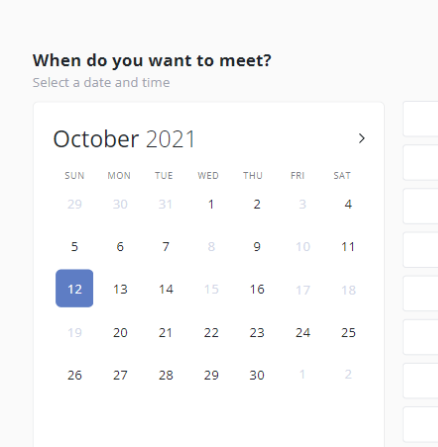 When do you want to meet?
Select a date and time
October 2021
SUN MON TUE WED THU FRI SAT
29 30 31 1 2 3 4
5 6 7 8 9 10 11
12 13 14 15 16 17 18
19 20 21 22 23 24 25
26 27 28 29 30 1 2